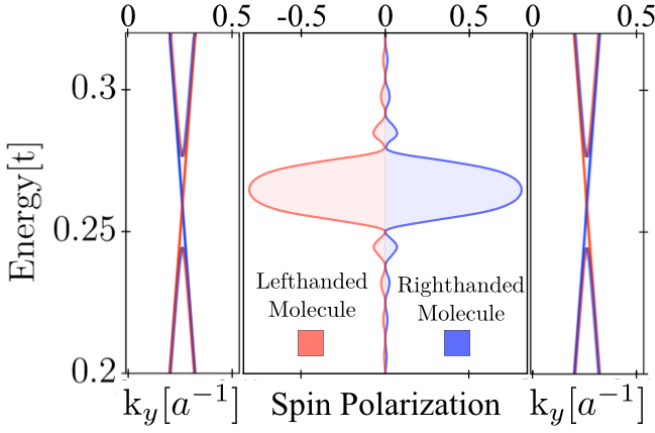 0 0.5 -0.5 0 0.5 0 0.5
0.3
0.25
0.2
Energy[t]
Lefthanded Molecule
Righthanded Molecule
k_y[a^{-1}] Spin Polarization k_y[a^{-1}]